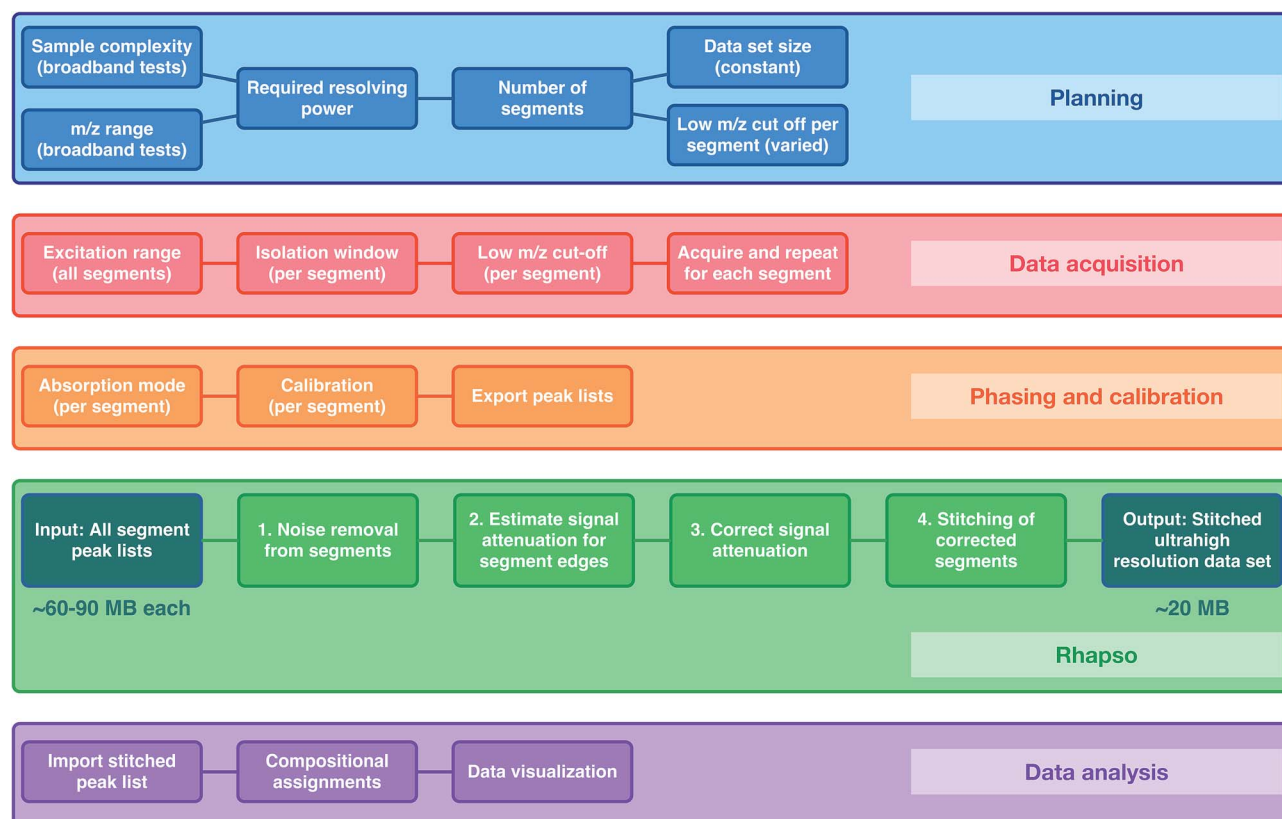 Sample complexity
(broadband tests)
m/z range
(broadband tests)
Required resolving
power
Number of
segments
Data set size
(constant)
Low m/z cut off per
segment (varied)
Planning
Excitation range
(all segments)
Isolation window
(per segment)
Low m/z cut-off
(per segment)
Acquire and repeat
for each segment
Data acquisition
Absorption mode
(per segment)
Calibration
(per segment)
Export peak lists
Phasing and calibration
Input: All segment
peak lists
~60-90 MB each
1. Noise removal
from segments
2. Estimate signal
attenuation for
segment edges
3. Correct signal
attenuation
4. Stitching of
corrected
segments
Output: Stitched
ultrahigh
resolution data set
~20 MB
Rhapso
Import stitched
peak list
Compositional
assignments
Data visualization
Data analysis